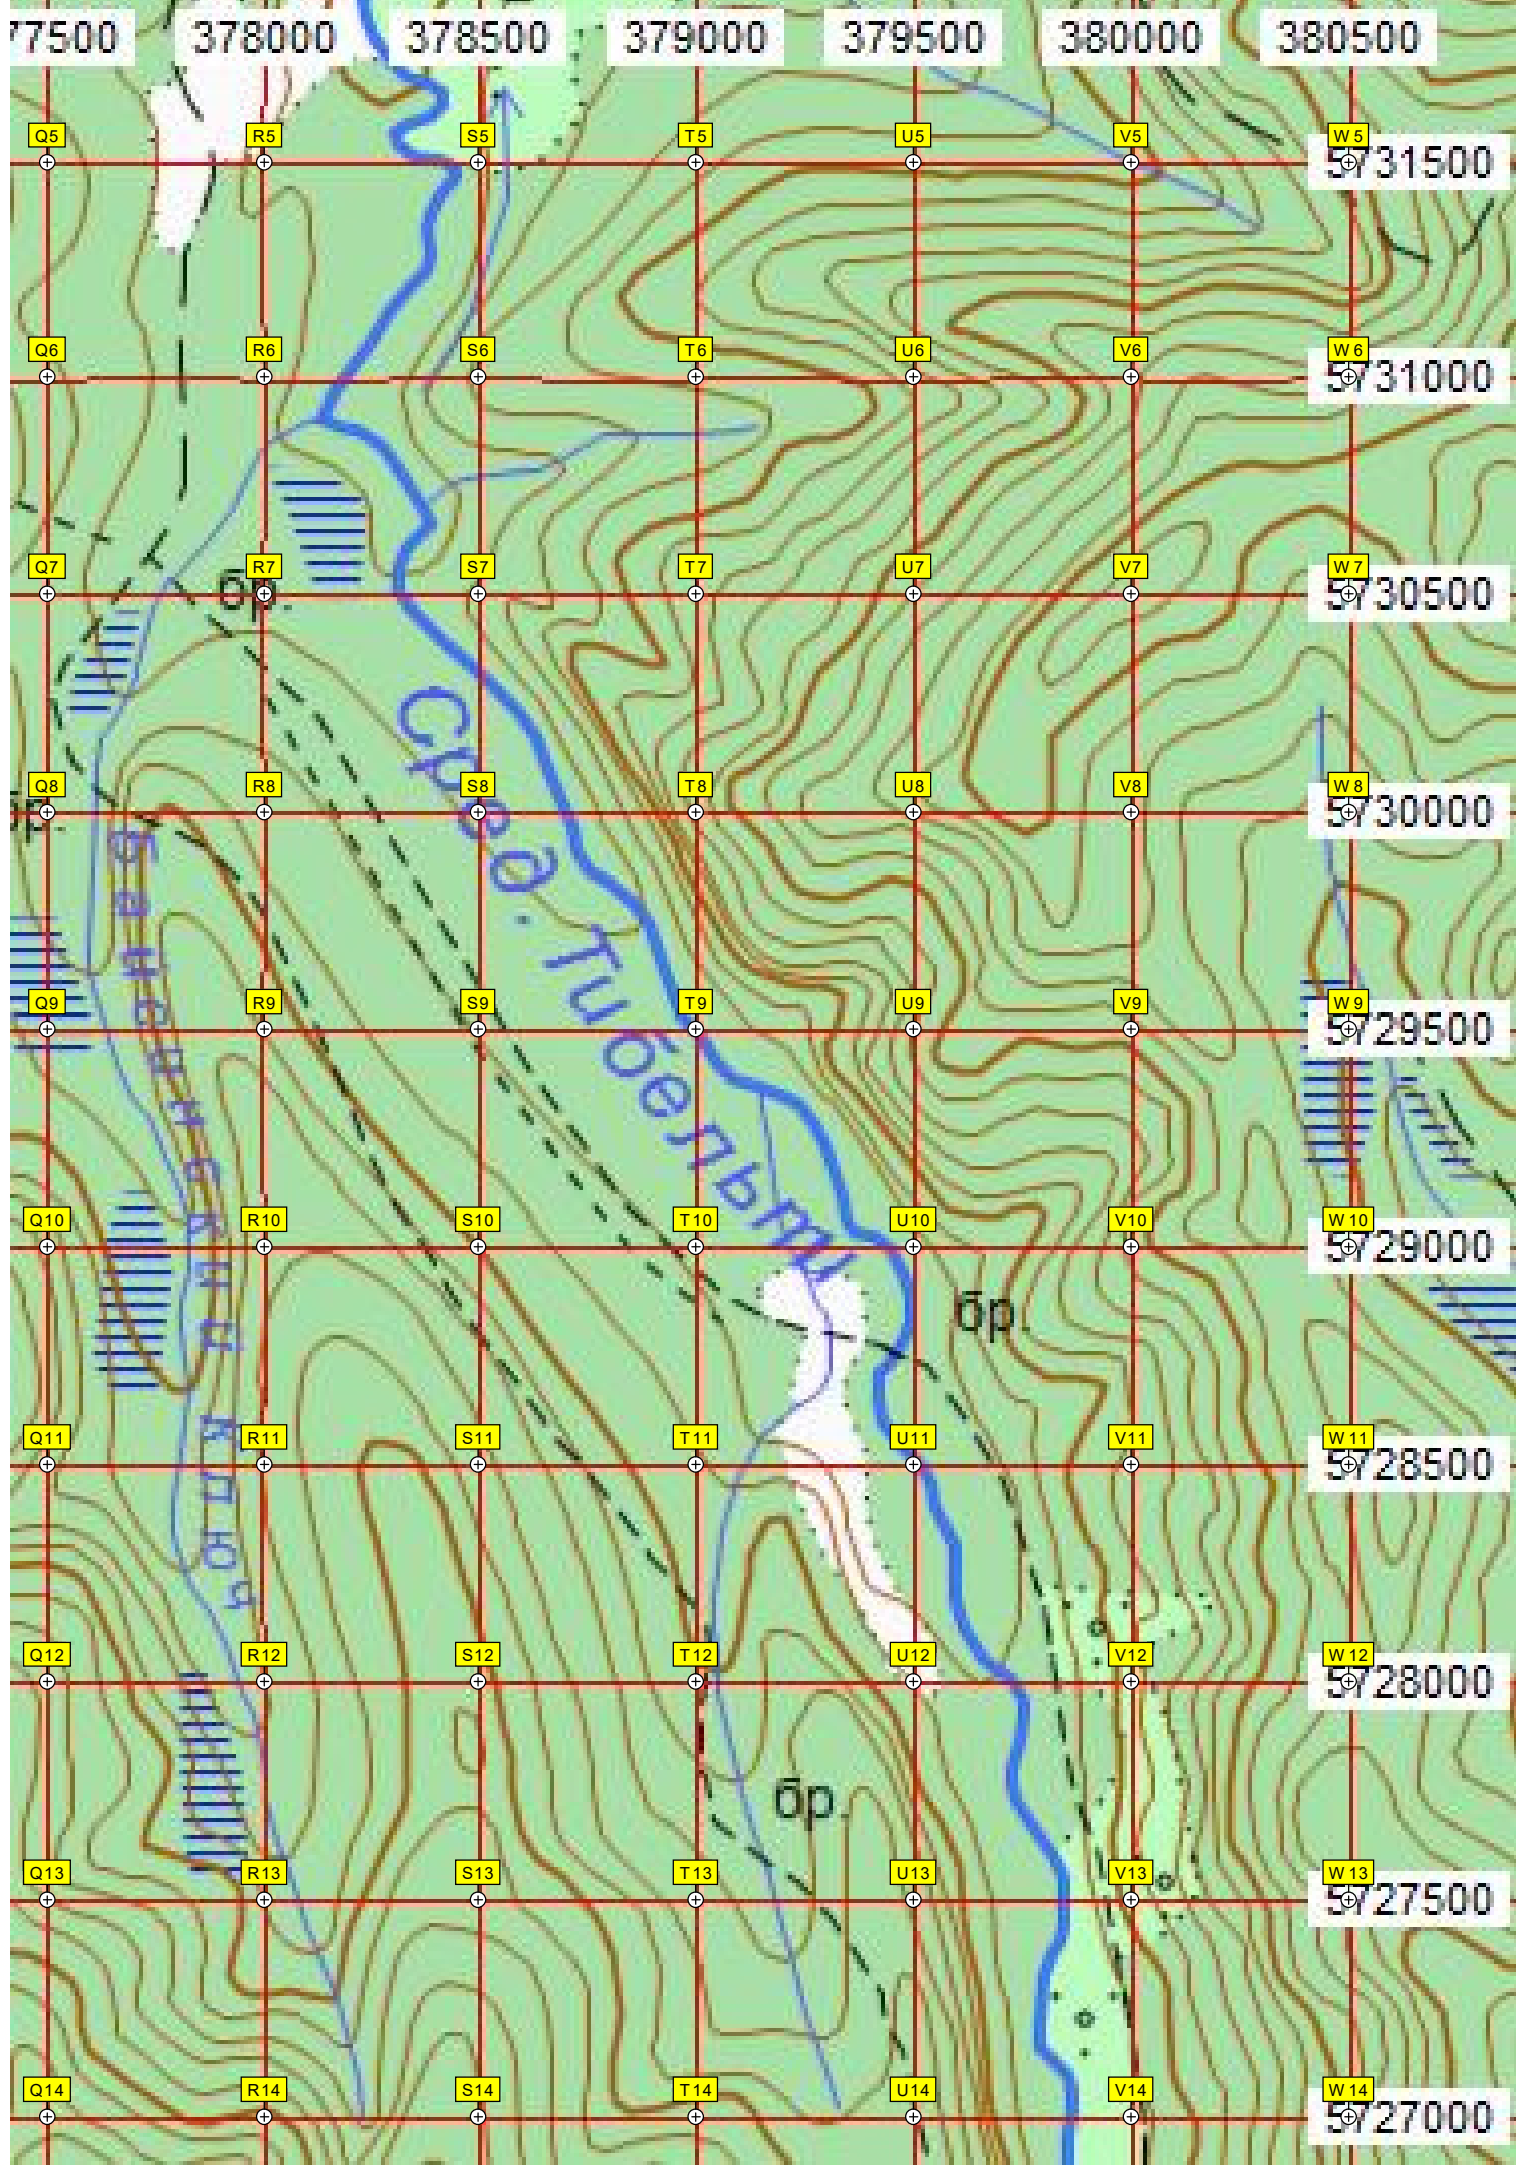 77500 378000 378500 379000 379500 380000 380500
Q5 R5 S5 T5 U5 V5 W5
5731500
Q6 R6 S6 T6 U6 V6 W6
5731000
Q7 R7 S7 T7 U7 V7 W7
бр.
5730500
Сред. Тибельти
Q8 R8 S8 T8 U8 V8 W8
бр.
5730000
Банновский ключ
Q9 R9 S9 T9 U9 V9 W9
5729500
Q10 R10 S10 T10 U10 V10 W10
5729000
бр.
Q11 R11 S11 T11 U11 V11 W11
5728500
Q12 R12 S12 T12 U12 V12 W12
5728000
бр.
Q13 R13 S13 T13 U13 V13 W13
5727500
Q14 R14 S14 T14 U14 V14 W14
5727000